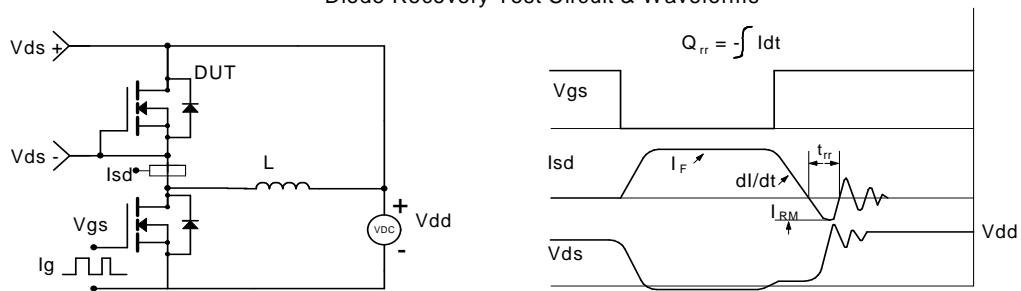 Diode Recovery Test Circuit & Waveforms
Vds +
DUT
Vds -
Isd
L
Vgs
Ig
+
VDC
-
Vdd
Q rr = -∫ Idt
Vgs
Isd
I F
dI/dt
t rr
I RM
Vds
Vdd